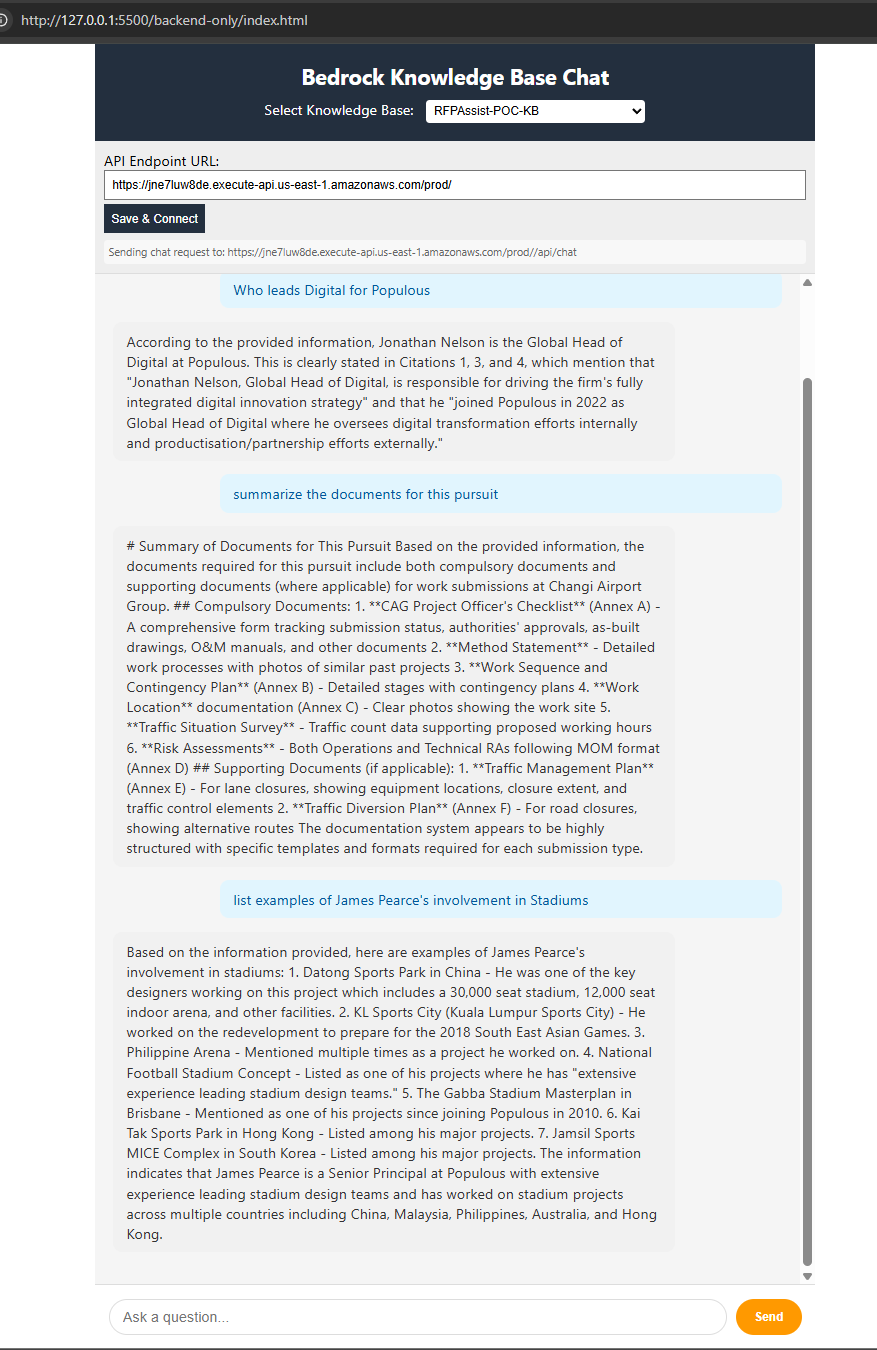 http://127.0.0.1:5500/backend-only/index.html
Bedrock Knowledge Base Chat
Select Knowledge Base: RFPAssist-POC-KB
API Endpoint URL:
https://jne7luw8de.execute-api.us-east-1.amazonaws.com/prod/
Save & Connect
Sending chat request to: https://jne7luw8de.execute-api.us-east-1.amazonaws.com/prod//api/chat
Who leads Digital for Populous
According to the provided information, Jonathan Nelson is the Global Head of
Digital at Populous. This is clearly stated in Citations 1, 3, and 4, which mention that
"Jonathan Nelson, Global Head of Digital, is responsible for driving the firm's fully
integrated digital innovation strategy" and that he "joined Populous in 2022 as
Global Head of Digital where he oversees digital transformation efforts internally
and productisation/partnership efforts externally."
summarize the documents for this pursuit
# Summary of Documents for This Pursuit Based on the provided information, the
documents required for this pursuit include both compulsory documents and
supporting documents (where applicable) for work submissions at Changi Airport
Group. ## Compulsory Documents: 1. **CAG Project Officer's Checklist** (Annex A) -
A comprehensive form tracking submission status, authorities' approvals, as-built
drawings, O&M manuals, and other documents 2. **Method Statement** - Detailed
work processes with photos of similar past projects 3. **Work Sequence and
Contingency Plan** (Annex B) - Detailed stages with contingency plans 4. **Work
Location** documentation (Annex C) - Clear photos showing the work site 5.
**Traffic Situation Survey** - Traffic count data supporting proposed working hours
6. **Risk Assessments** - Both Operations and Technical RAs following MOM format
(Annex D) ## Supporting Documents (if applicable): 1. **Traffic Management Plan**
(Annex E) - For lane closures, showing equipment locations, closure extent, and
traffic control elements 2. **Traffic Diversion Plan** (Annex F) - For road closures,
showing alternative routes The documentation system appears to be highly
structured with specific templates and formats required for each submission type.
list examples of James Pearce's involvement in Stadiums
Based on the information provided, here are examples of James Pearce's
involvement in stadiums: 1. Datong Sports Park in China - He was one of the key
designers working on this project which includes a 30,000 seat stadium, 12,000 seat
indoor arena, and other facilities. 2. KL Sports City (Kuala Lumpur Sports City) - He
worked on the redevelopment to prepare for the 2018 South East Asian Games. 3.
Philippine Arena - Mentioned multiple times as a project he worked on. 4. National
Football Stadium Concept - Listed as one of his projects where he has "extensive
experience leading stadium design teams." 5. The Gabba Stadium Masterplan in
Brisbane - Mentioned as one of his projects since joining Populous in 2010. 6. Kai
Tak Sports Park in Hong Kong - Listed among his major projects. 7. Jamsil Sports
MICE Complex in South Korea - Listed among his major projects. The information
indicates that James Pearce is a Senior Principal at Populous with extensive
experience leading stadium design teams and has worked on stadium projects
across multiple countries including China, Malaysia, Philippines, Australia, and Hong
Kong.
Ask a question...
Send